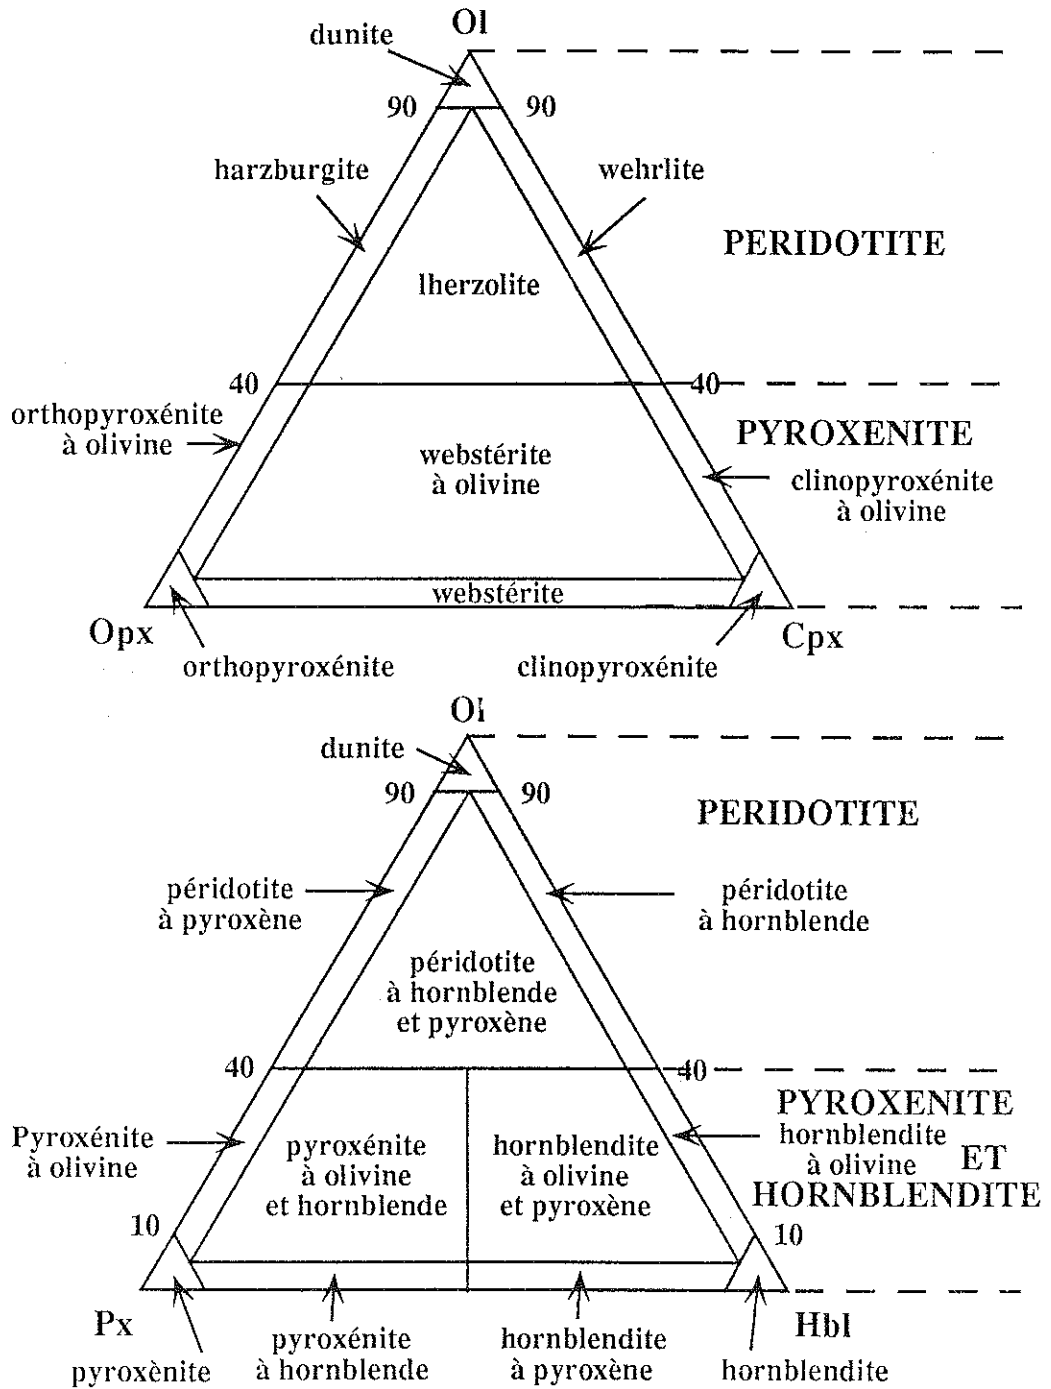 Ol
dunite
90
90
harzburgite
wehrlite
PERIDOTITE
lherzolite
40
40
orthopyroxénite
à olivine
PYROXENITE
webstérite
à olivine
clinopyroxénite
à olivine
webstérite
Opx
Cpx
orthopyroxénite
clinopyroxénite
Ol
dunite
90
90
PERIDOTITE
péridotite
à pyroxène
péridotite
à hornblende
péridotite
à hornblende
et pyroxène
40
40
PYROXENITE
Pyroxénite
à olivine
pyroxénite
à olivine
et hornblende
hornblendite
à olivine
et pyroxène
hornblendite
à olivine
ET
HORNBLENDITE
10
10
Px
Hbl
pyroxènite
pyroxénite
à hornblende
hornblendite
à pyroxène
hornblendite